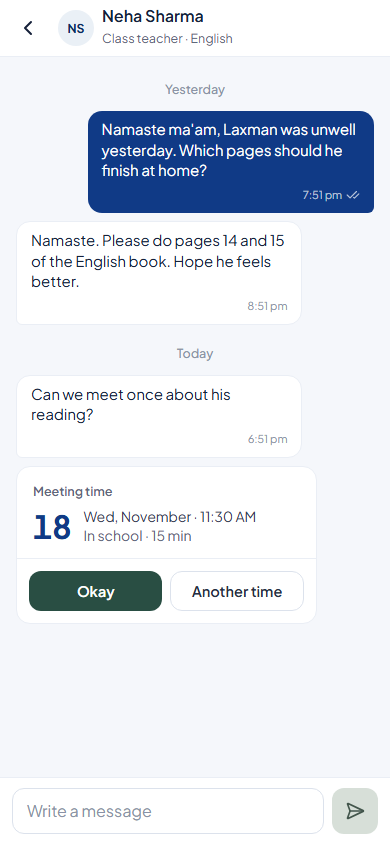 NS
Neha Sharma
Class teacher · English
Yesterday
Namaste ma'am, Laxman was unwell
yesterday. Which pages should he
finish at home?
7:51 pm
Namaste. Please do pages 14 and 15
of the English book. Hope he feels
better.
8:51 pm
Today
Can we meet once about his
reading?
6:51 pm
Meeting time
18
Wed, November · 11:30 AM
In school · 15 min
Okay
Another time
Write a message